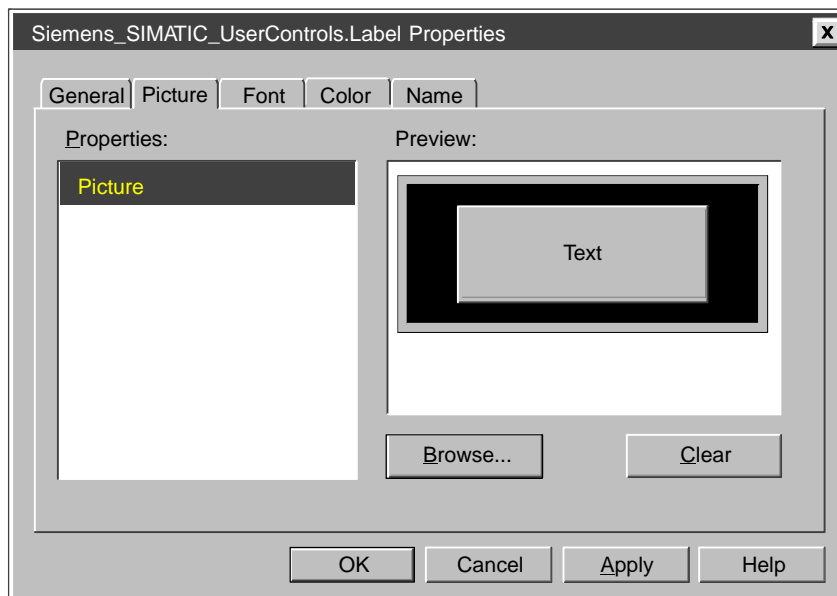 Siemens_SIMATIC_UserControls.Label Properties X
General Picture Font Color Name
Properties: Preview:
Picture
Text
Browse... Clear
OK Cancel Apply Help